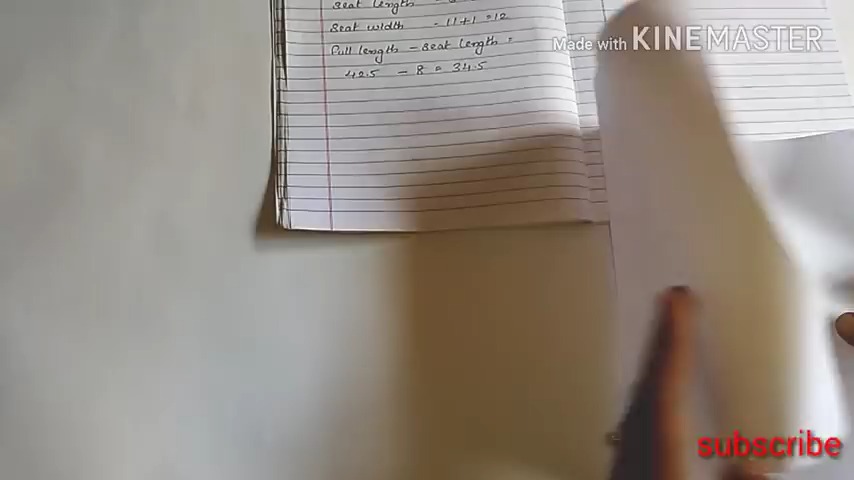 Seat length
Seat width - 11+1 = 12
Full length - Seat length =
42.5 - 8 = 34.5
Made with KINEMASTER
subscribe